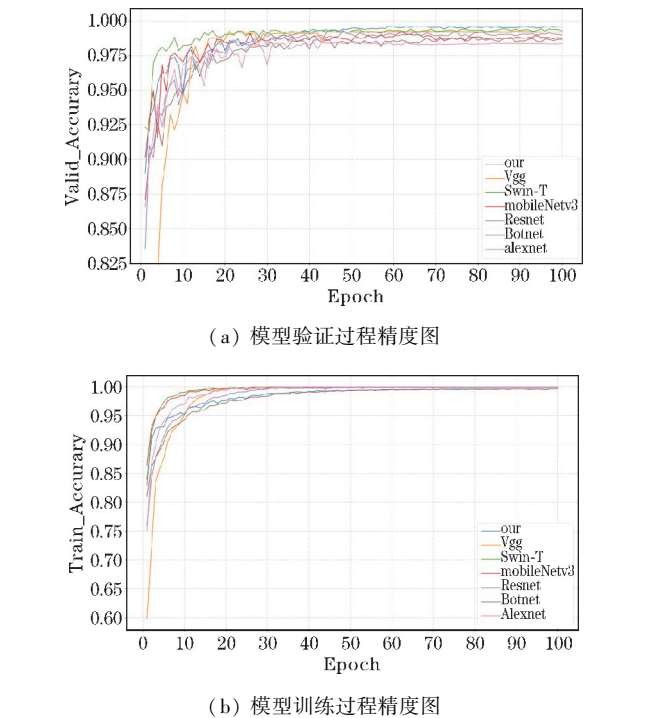 1.000
0.975
0.950
0.925
0.900
0.875
0.850
0.825
Valid_Accurary
our
Vgg
Swin-T
mobileNetv3
Resnet
Botnet
alexnet
0 10 20 30 40 50 60 70 80 90 100
Epoch
(a) 模型验证过程精度图
1.00
0.95
0.90
0.85
0.80
0.75
0.70
0.65
0.60
Train_Accurary
our
Vgg
Swin-T
mobileNetv3
Resnet
Botnet
Alexnet
0 10 20 30 40 50 60 70 80 90 100
Epoch
(b) 模型训练过程精度图